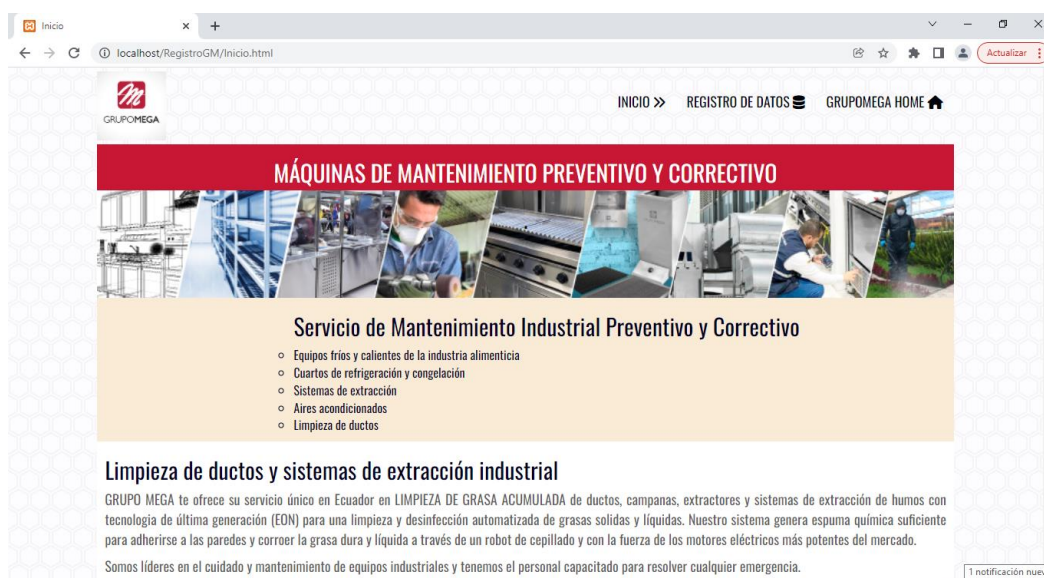 Inicio
localhost/RegistroGM/Inicio.html
Actualizar
GRUPOMEGA
INICIO
REGISTRO DE DATOS
GRUPOMEGA HOME
MÁQUINAS DE MANTENIMIENTO PREVENTIVO Y CORRECTIVO
Servicio de Mantenimiento Industrial Preventivo y Correctivo
Equipos fríos y calientes de la industria alimenticia
Cuartos de refrigeración y congelación
Sistemas de extracción
Aires acondicionados
Limpieza de ductos
Limpieza de ductos y sistemas de extracción industrial
GRUPO MEGA te ofrece su servicio único en Ecuador en LIMPIEZA DE GRASA ACUMULADA de ductos, campanas, extractores y sistemas de extracción de humos con
tecnologia de última generación (EON) para una limpieza y desinfección automatizada de grasas solidas y líquidas. Nuestro sistema genera espuma química suficiente
para adherirse a las paredes y corroer la grasa dura y líquida a través de un robot de cepillado y con la fuerza de los motores eléctricos más potentes del mercado.
Somos líderes en el cuidado y mantenimiento de equipos industriales y tenemos el personal capacitado para resolver cualquier emergencia.
1 notificación nuev